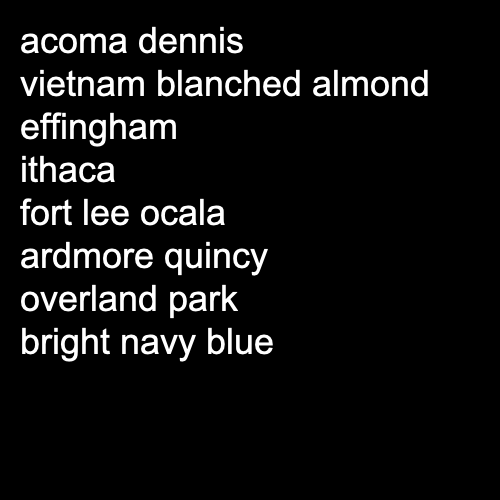 acoma dennis
vietnam blanched almond
effingham
ithaca
fort lee ocala
ardmore quincy
overland park
bright navy blue